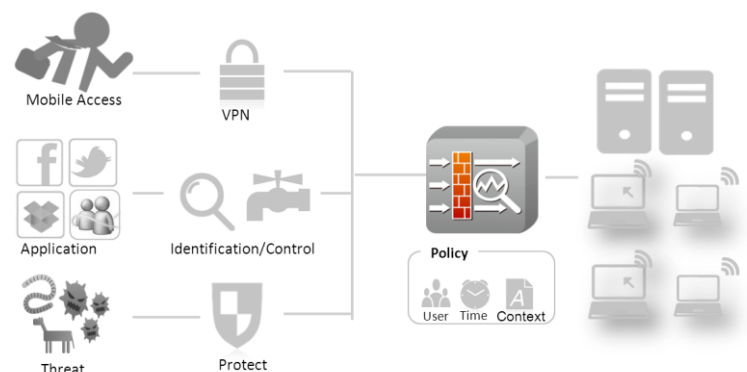 Mobile Access
VPN
Application
Identification/Control
Policy
User Time Context
Threat
Protect